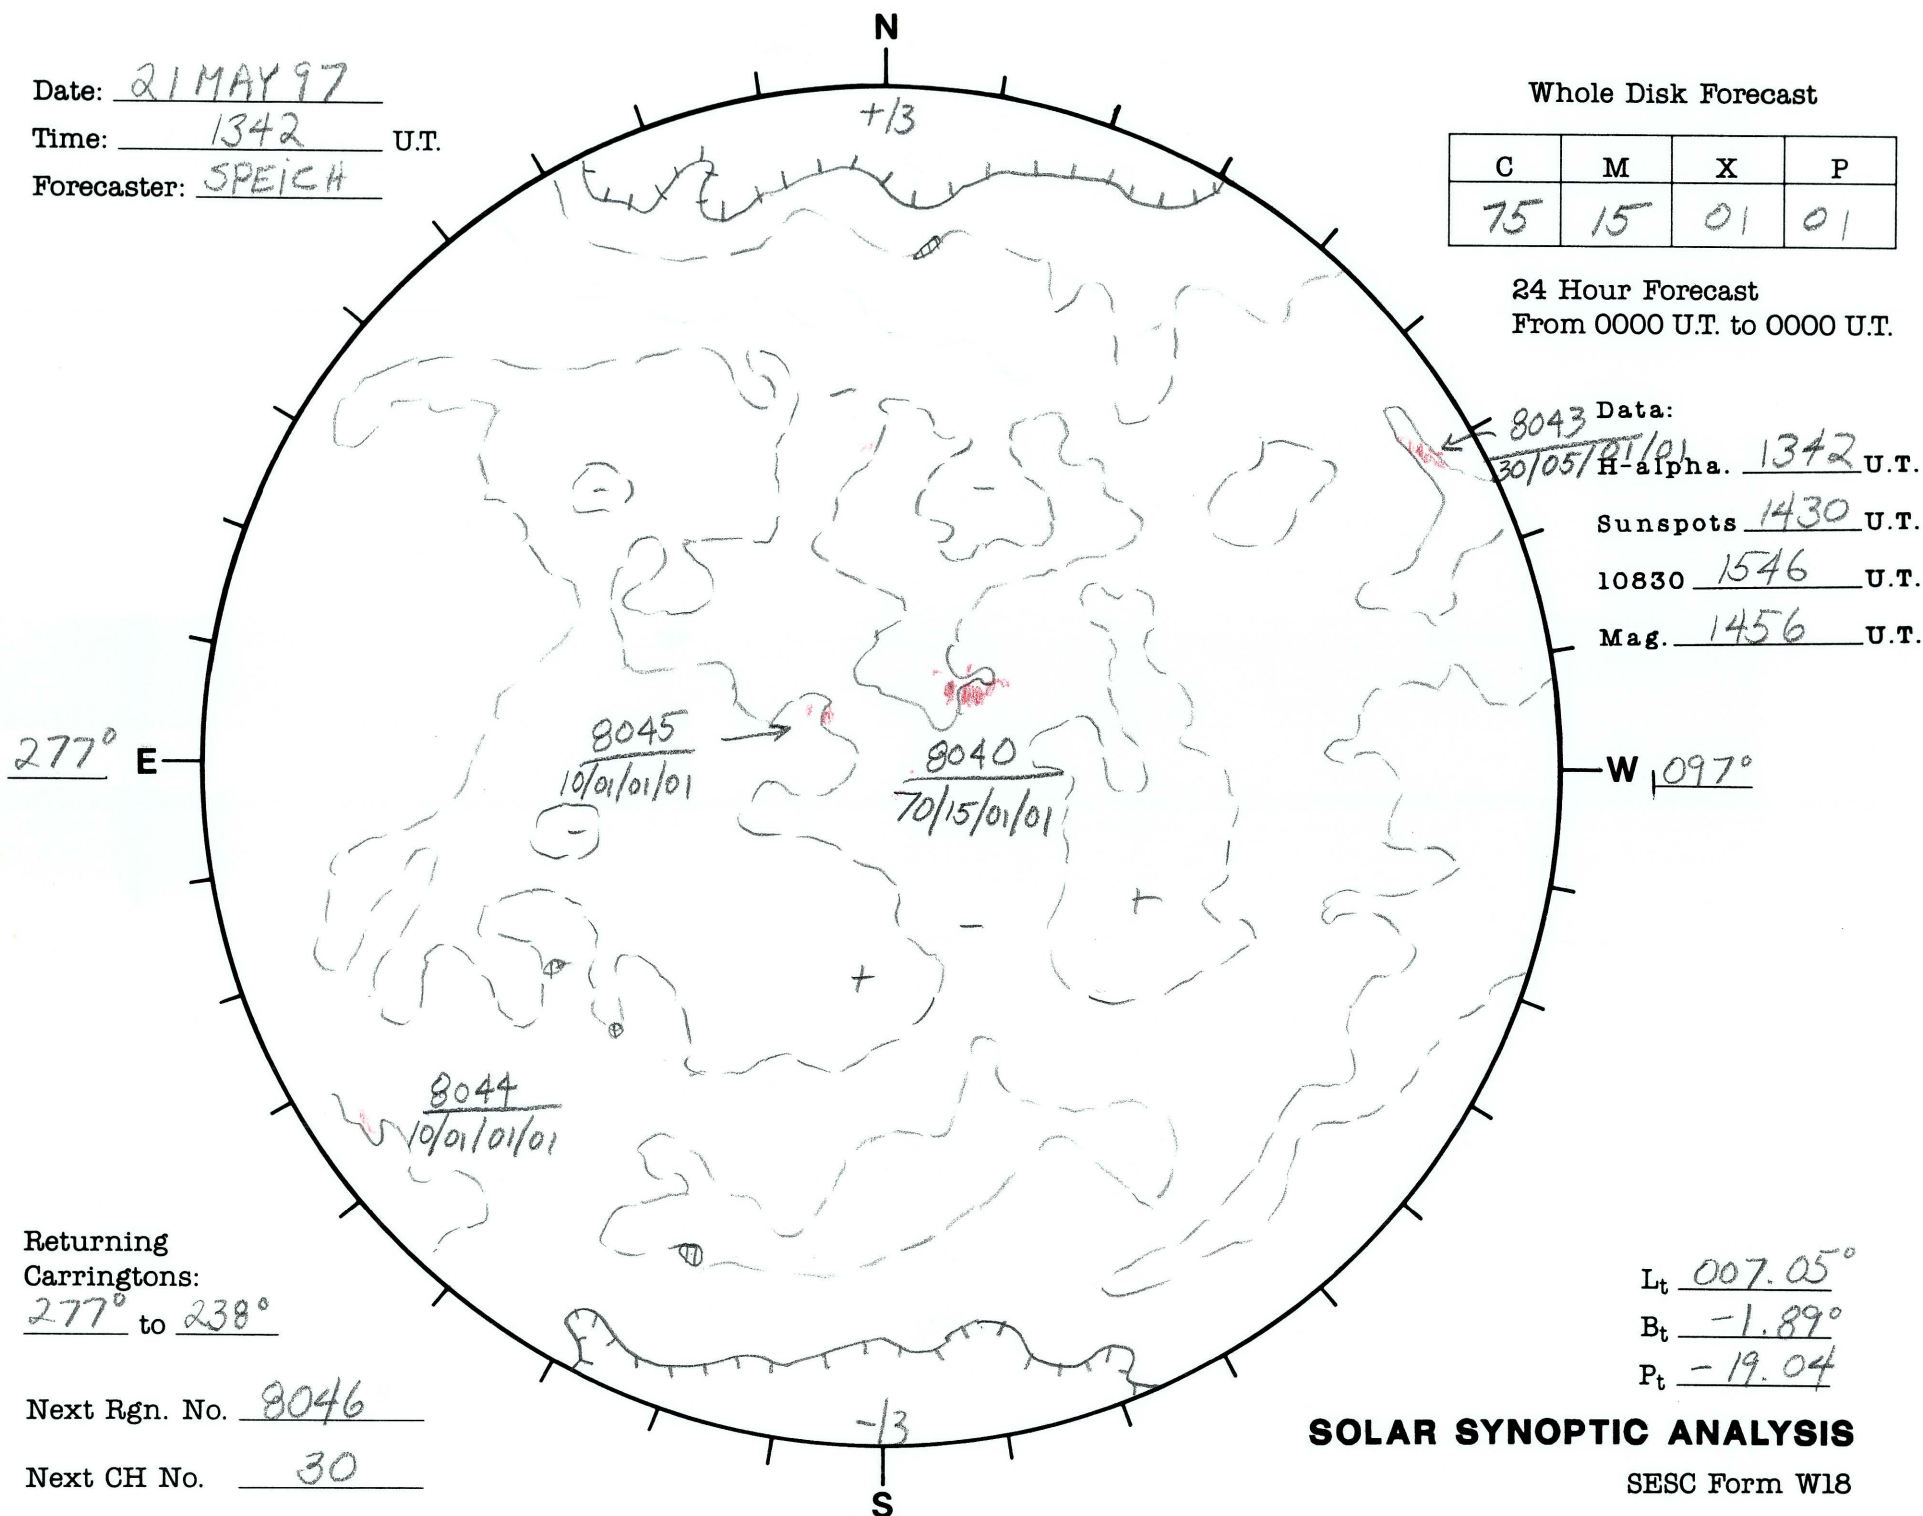 N
Date: 21 MAY 97
Time: 1342 U.T.
Forecaster: SPEICH
+13
Whole Disk Forecast
C M X P
75 15 01 01
24 Hour Forecast
From 0000 U.T. to 0000 U.T.
Data:
8043
30/05/01/01
H-alpha. 1342 U.T.
Sunspots 1430 U.T.
10830 1546 U.T.
Mag. 1456 U.T.
-
-
8045
10/01/01/01
8040
70/15/01/01
277° E
W 097°
-
+
-
+
8044
10/01/01/01
Returning
Carringtons:
277° to 238°
Next Rgn. No. 8046
Next CH No. 30
-13
S
Lt 007.05°
Bt -1.89°
Pt -19.04
SOLAR SYNOPTIC ANALYSIS
SESC Form W18